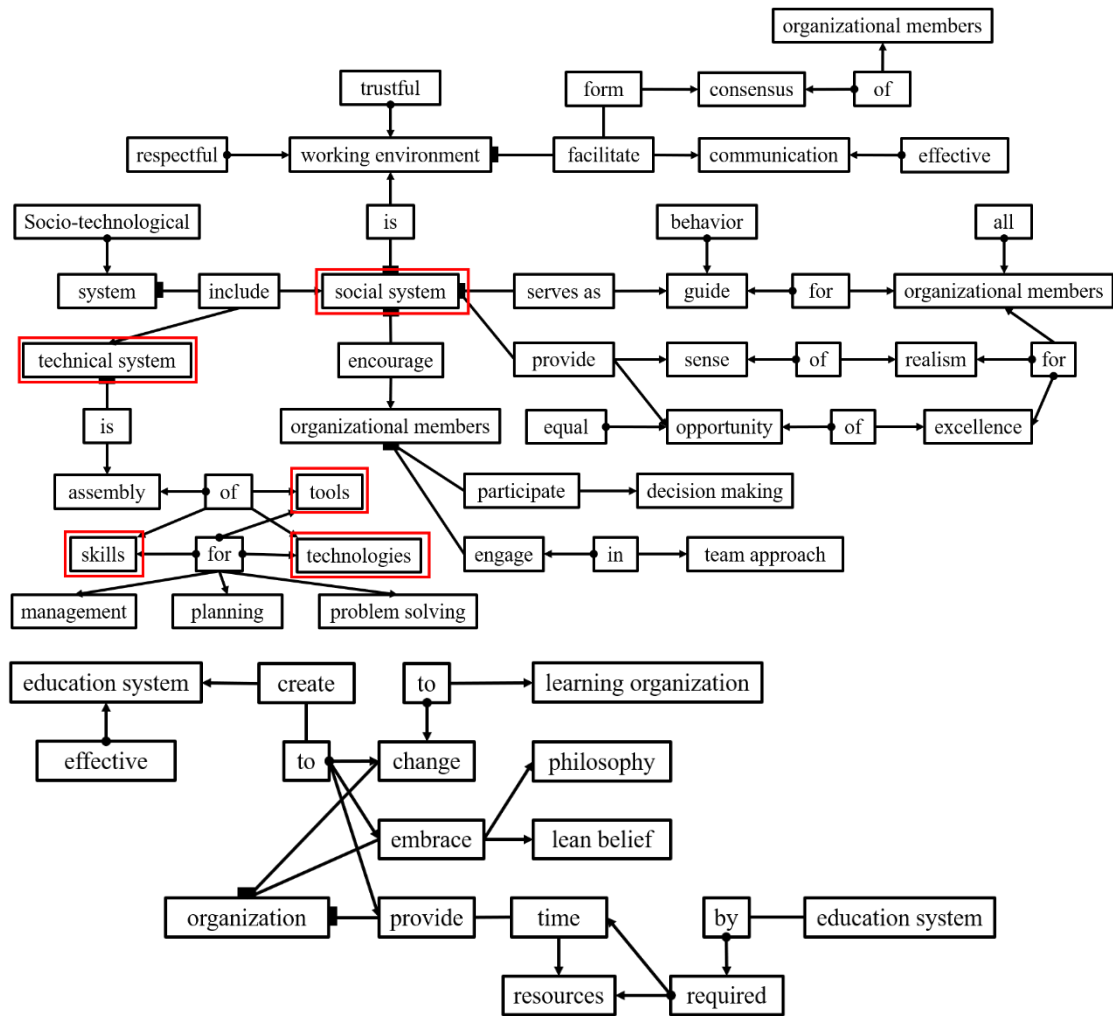 organizational members
trustful
form
consensus
of
respectful
working environment
facilitate
communication
effective
Socio-technological
is
behavior
all
system
include
social system
serves as
guide
for
organizational members
technical system
encourage
provide
sense
of
realism
for
is
organizational members
equal
opportunity
of
excellence
assembly
of
tools
participate
decision making
skills
for
technologies
engage
in
team approach
management
planning
problem solving
education system
create
to
learning organization
effective
to
change
philosophy
embrace
lean belief
organization
provide
time
by
education system
resources
required